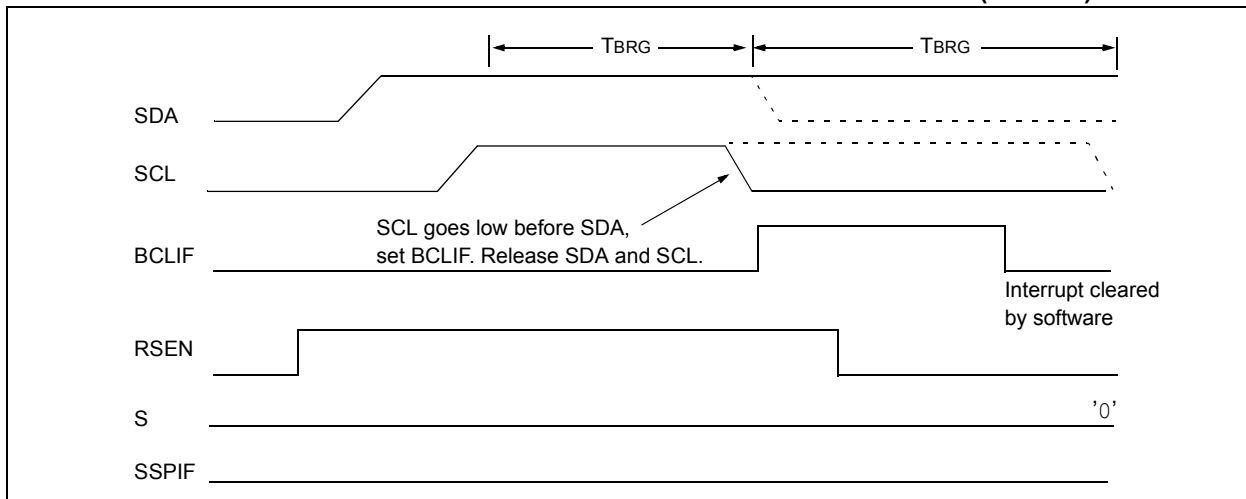 TBRG TBRG
SDA
SCL
SCL goes low before SDA,
set BCLIF. Release SDA and SCL.
BCLIF
Interrupt cleared
by software
RSEN
S
'0'
SSPIF